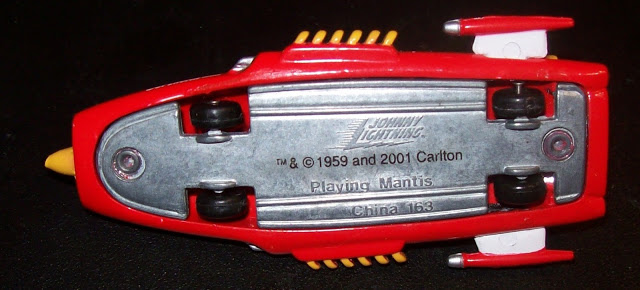 JOHNNY
LIGHTNING.
™ & © 1959 and 2001 Carlton
Playing Mantis
China 163